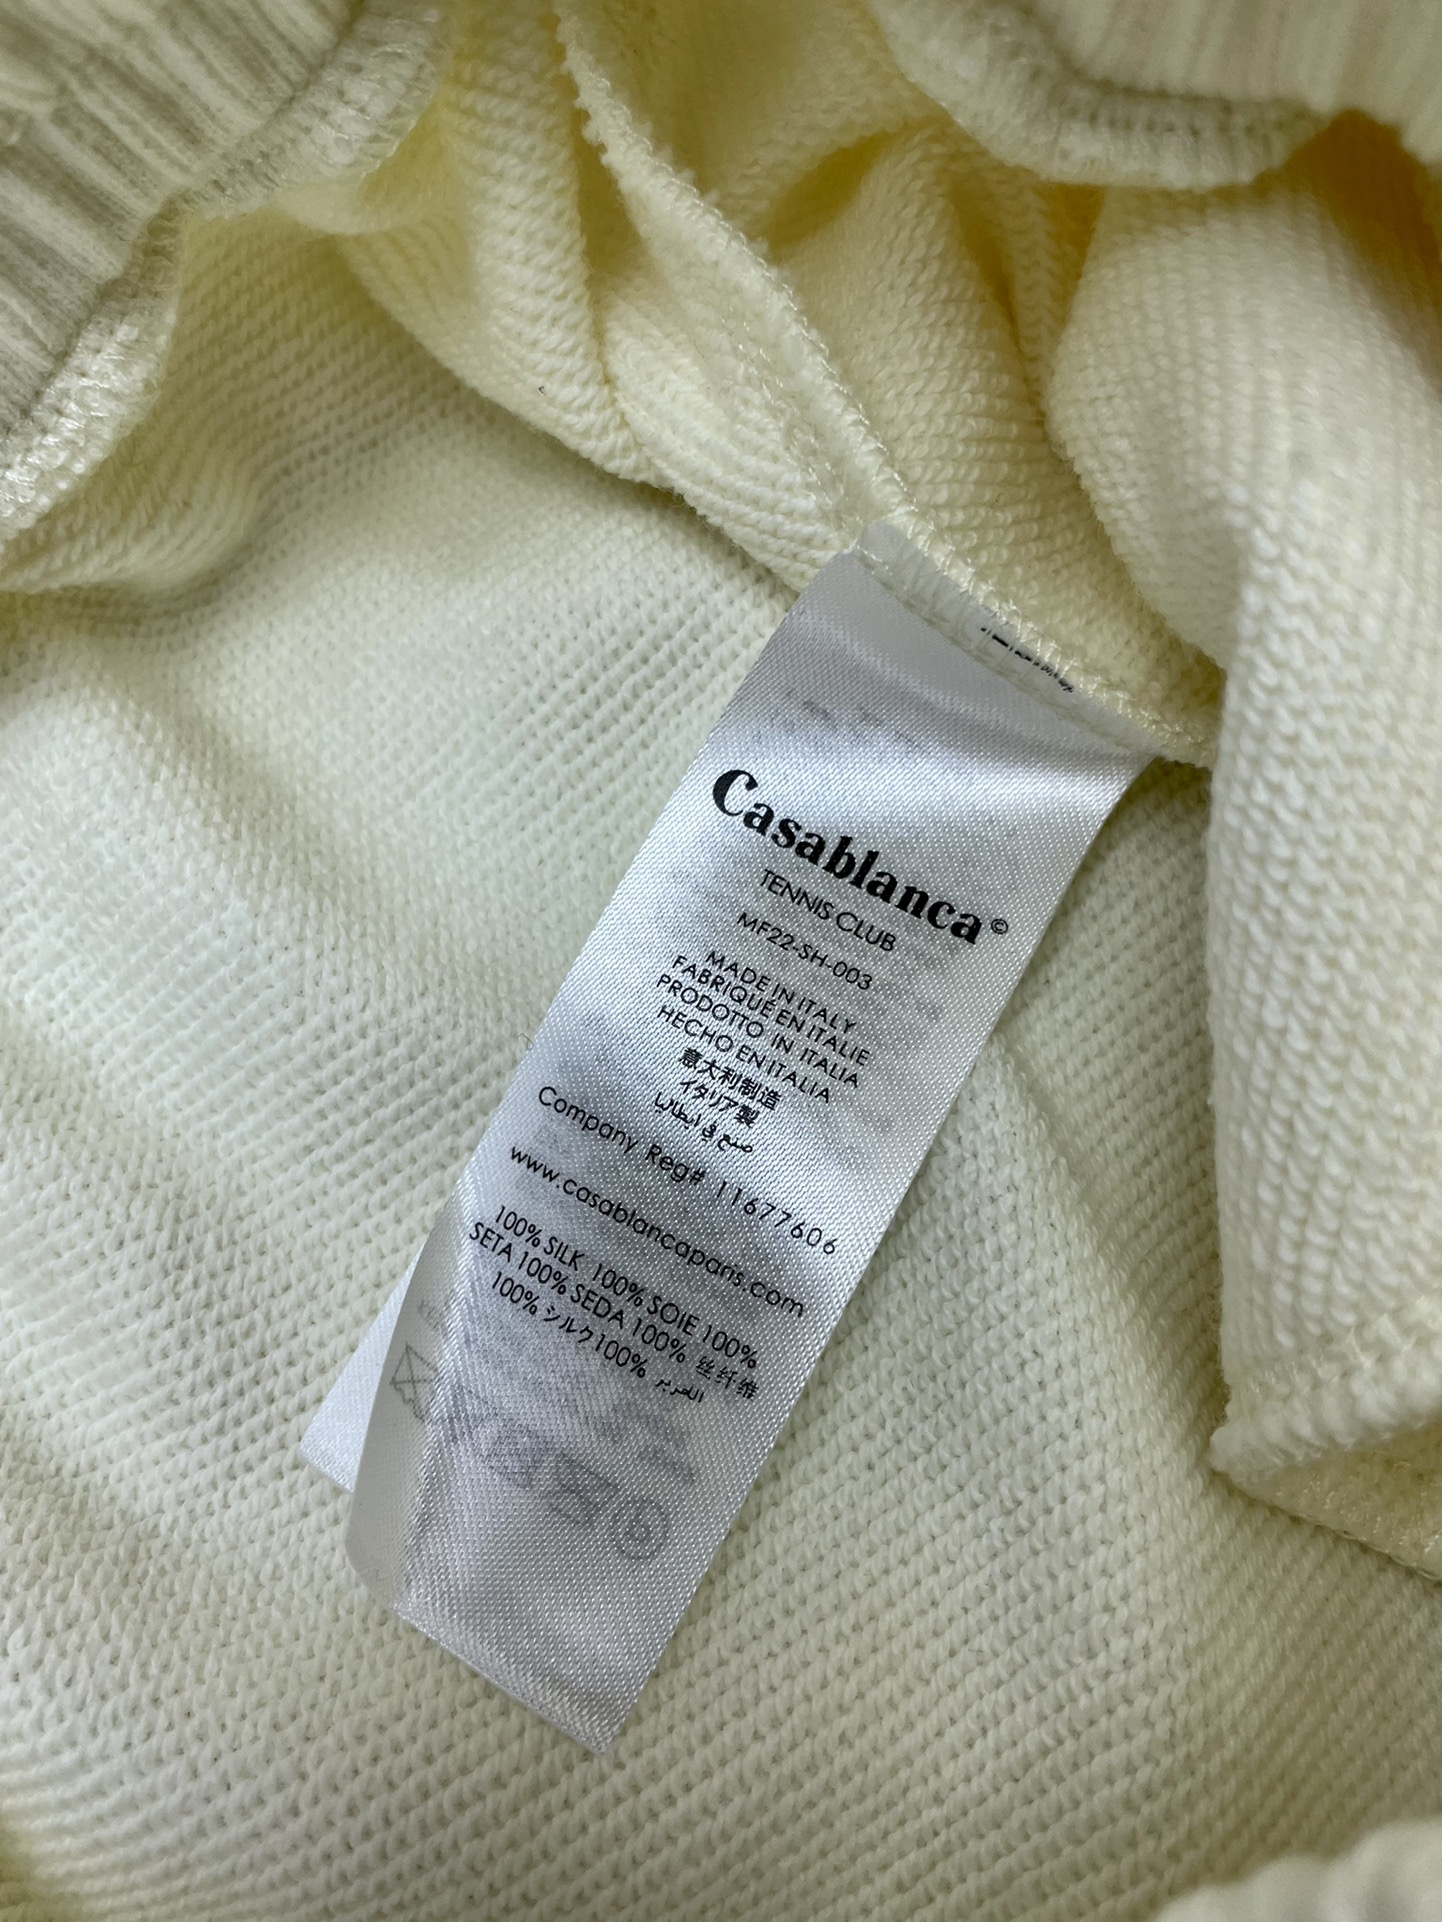 Casablanca©
TENNIS CLUB
MF22-SH-003
MADE IN ITALY
FABRIQUÉ EN ITALIE
PRODOTTO IN ITALIA
HECHO EN ITALIA
意大利制造
イタリア製
صنع في ايطاليا
Company Reg# 11677606
www.casablancaparis.com
100% SILK 100% SOIE 100%
SETA 100% SEDA 100% 丝纤维
100% シルク100% الحرير